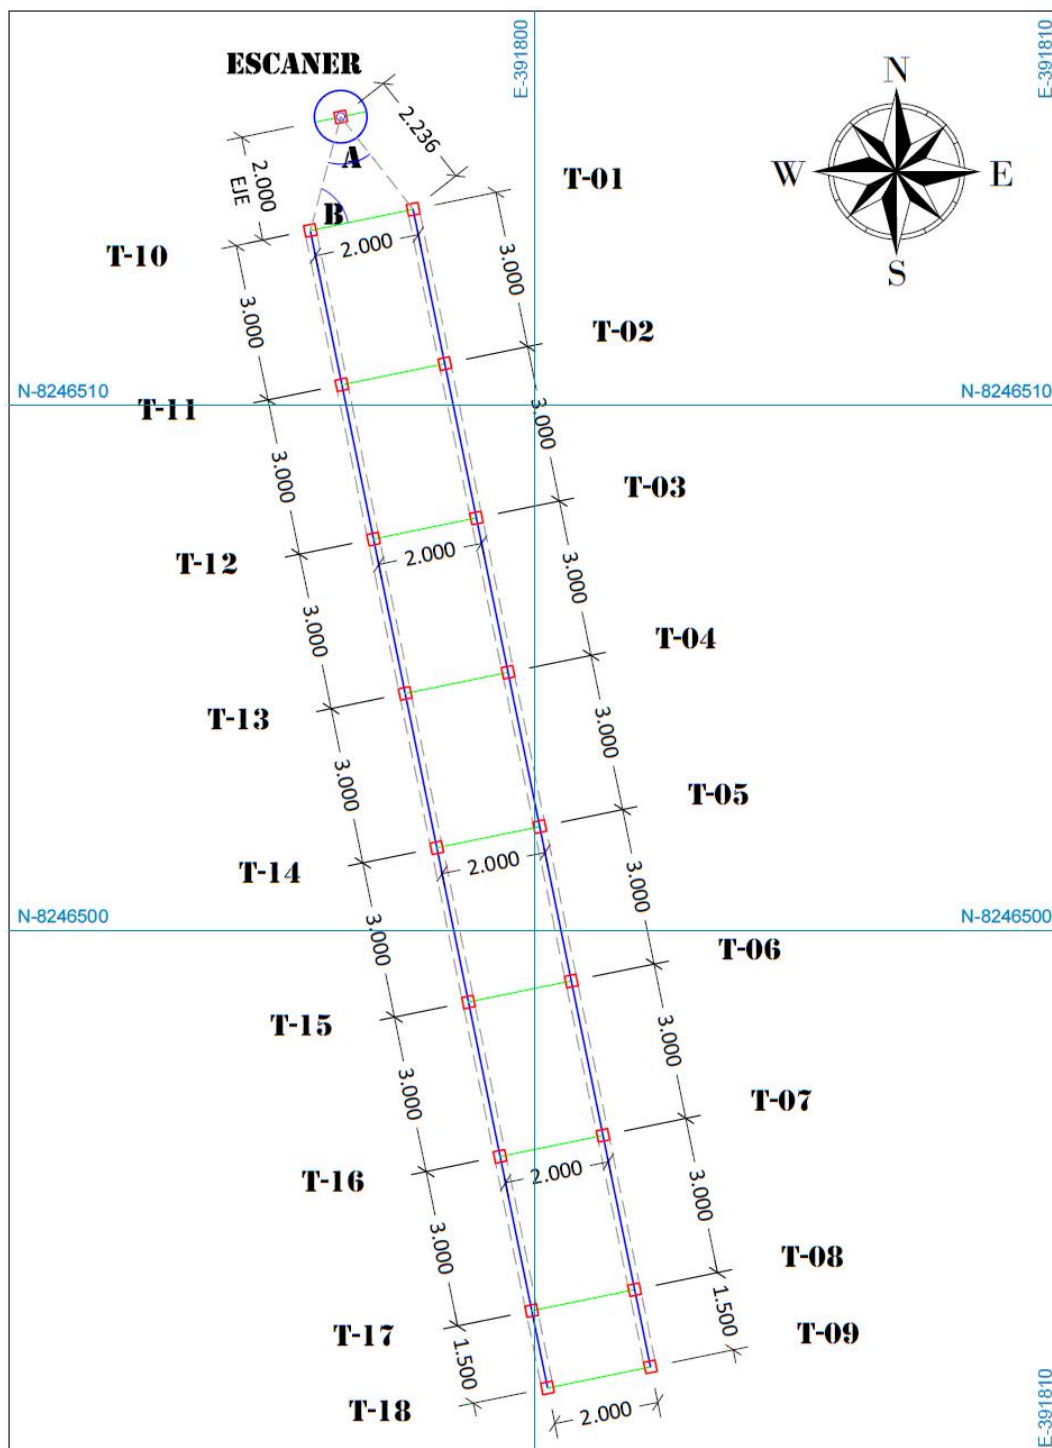 E-391800
E-391810
ESCANER
N
W
E
S
2.236
A
T-01
2.000
EJE
B
T-10
2.000
3.000
3.000
T-02
N-8246510
N-8246510
T-11
3.000
3.000
T-03
T-12
2.000
3.000
3.000
T-04
T-13
3.000
3.000
T-05
T-14
2.000
3.000
N-8246500
N-8246500
3.000
T-06
T-15
3.000
3.000
T-07
T-16
2.000
3.000
3.000
T-08
T-17
1.500
1.500
T-09
T-18
2.000
E-391810